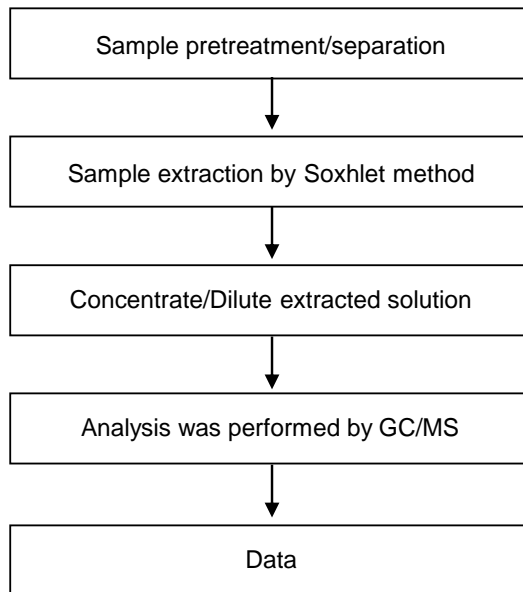 Sample pretreatment/separation
Sample extraction by Soxhlet method
Concentrate/Dilute extracted solution
Analysis was performed by GC/MS
Data